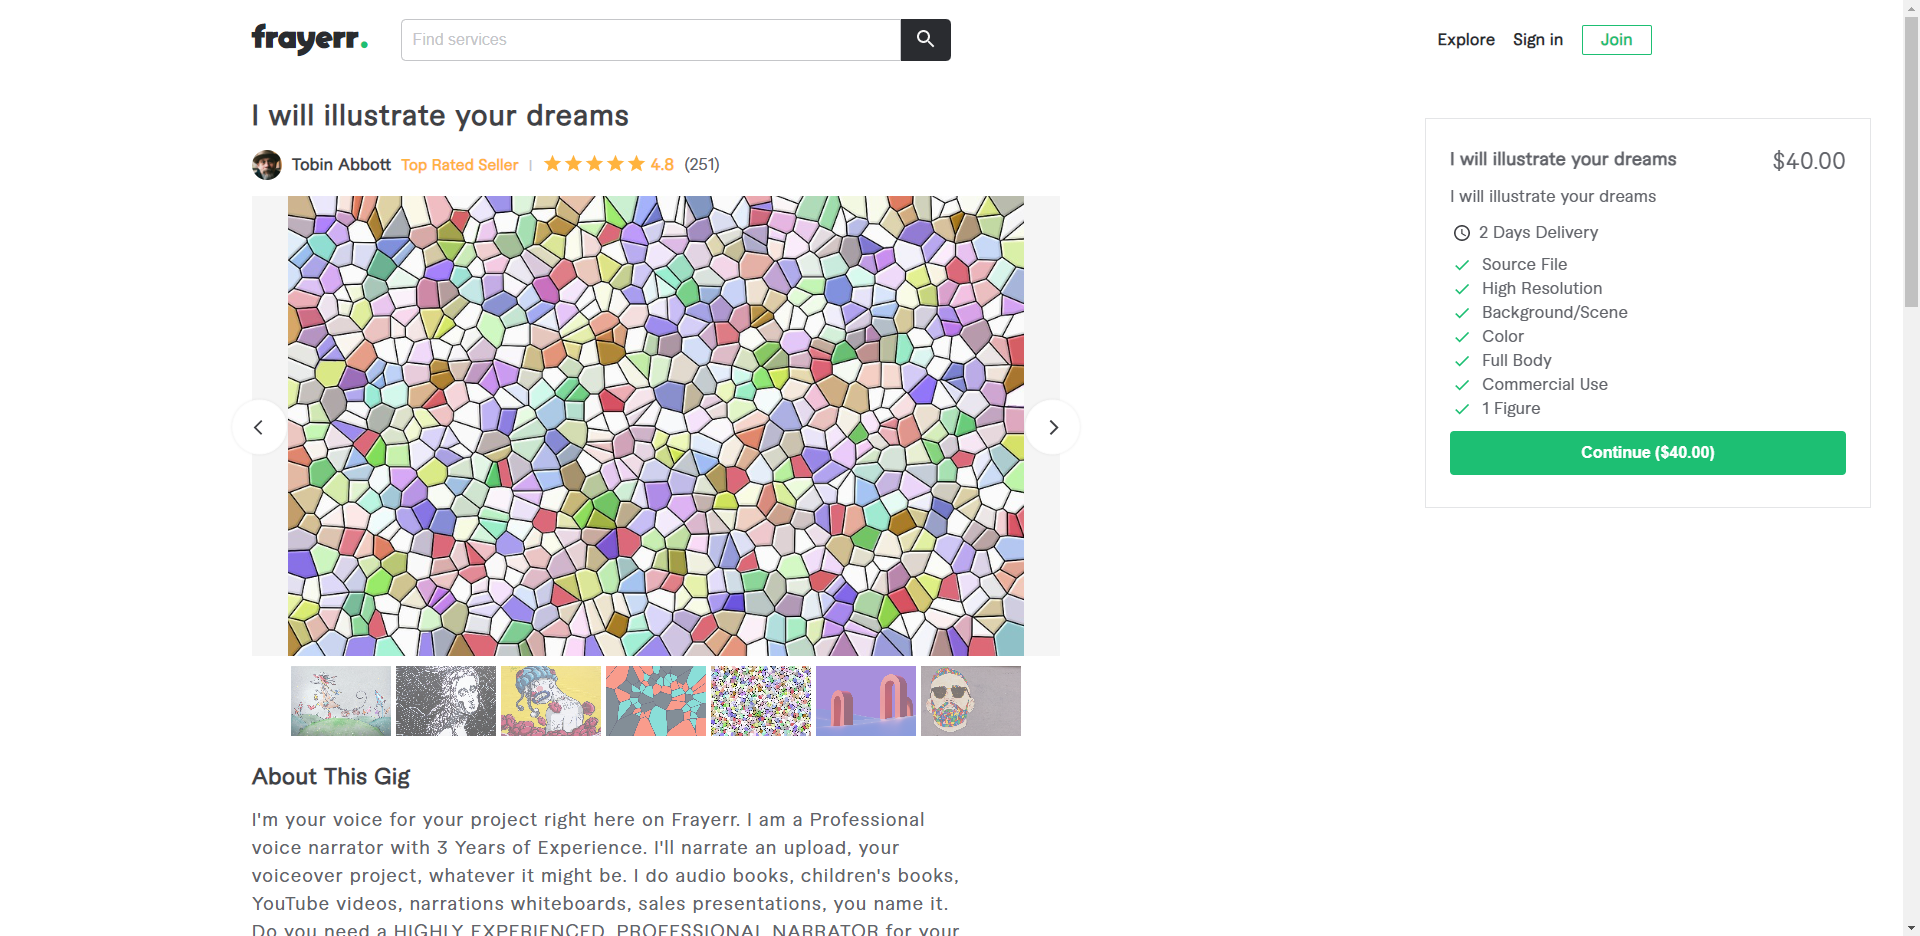 frayerr.
Find services
Explore
Sign in
Join
I will illustrate your dreams
Tobin Abbott Top Rated Seller | 4.8 (251)
I will illustrate your dreams
$40.00
I will illustrate your dreams
2 Days Delivery
Source File
High Resolution
Background/Scene
Color
Full Body
Commercial Use
1 Figure
Continue ($40.00)
About This Gig
I'm your voice for your project right here on Frayerr. I am a Professional
voice narrator with 3 Years of Experience. I'll narrate an upload, your
voiceover project, whatever it might be. I do audio books, children's books,
YouTube videos, narrations whiteboards, sales presentations, you name it.
Do you need a HIGHLY EXPERIENCED, PROFESSIONAL NARRATOR for your